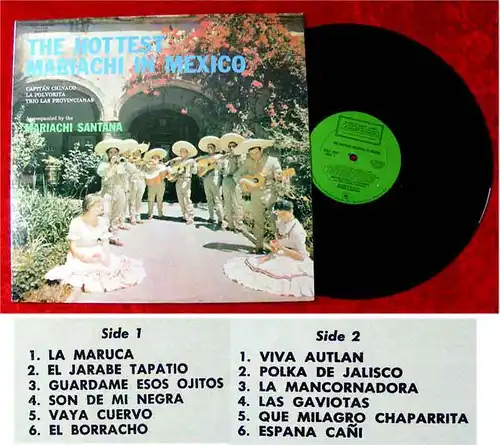 THE HOTTEST
MARIACHI IN MEXICO
CAPITÁN CHINACO
LA POLVORITA
TRIO LAS PROVINCIANAS
Accompanied by the
MARIACHI SANTANA
THE HOTTEST MARIACHI IN MEXICO
Side 1
1. LA MARUCA
2. EL JARABE TAPATIO
3. GUARDAME ESOS OJITOS
4. SON DE MI NEGRA
5. VAYA CUERVO
6. EL BORRACHO
Side 2
1. VIVA AUTLAN
2. POLKA DE JALISCO
3. LA MANCORNADORA
4. LAS GAVIOTAS
5. QUE MILAGRO CHAPARRITA
6. ESPANA CAÑI